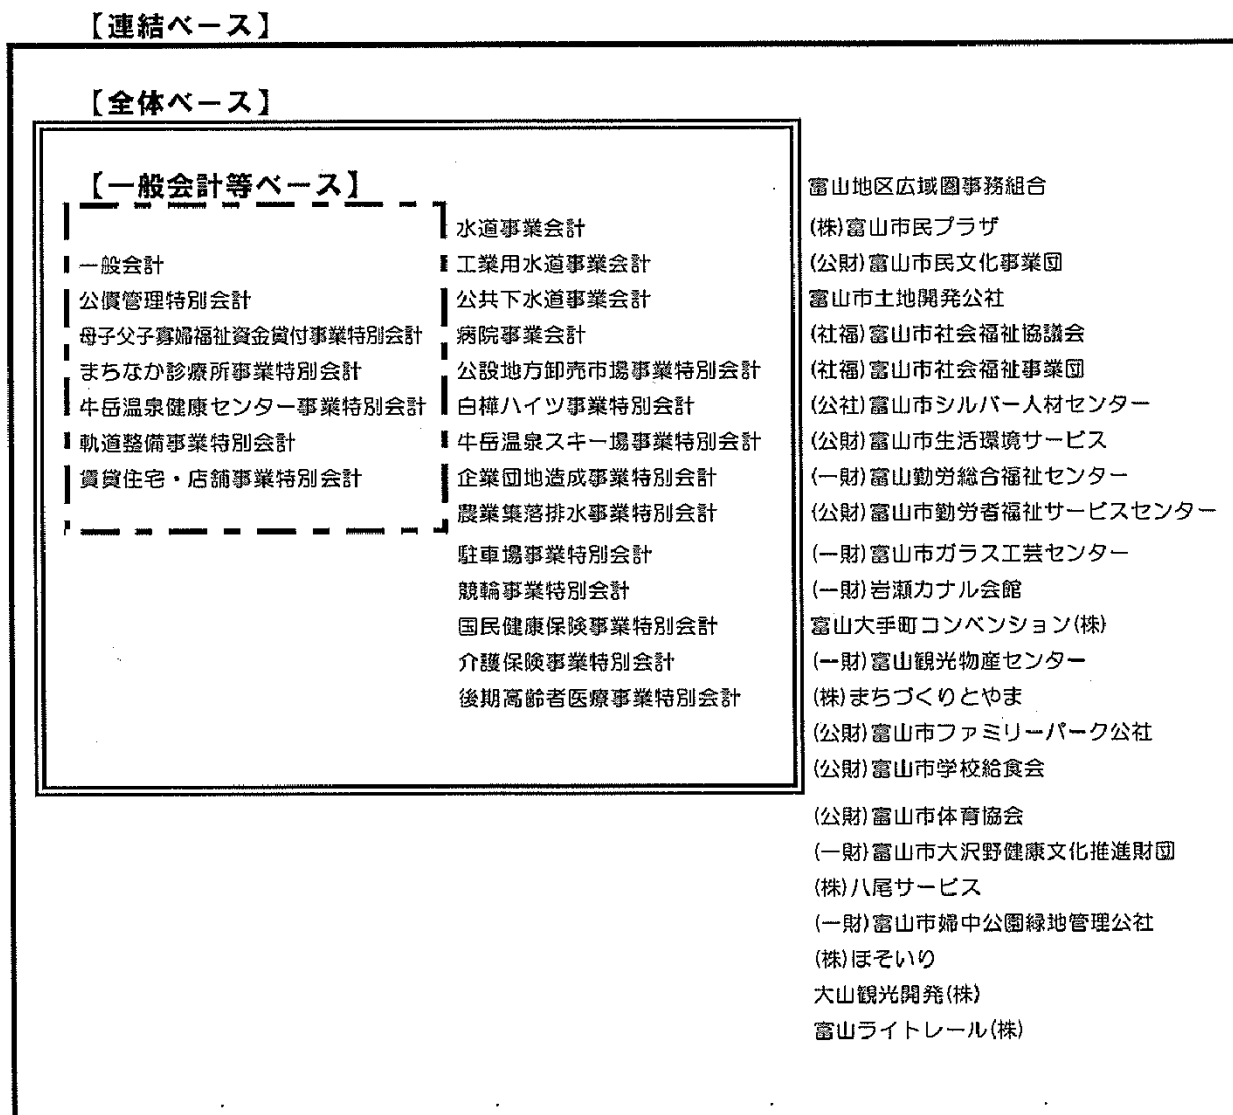 【連結ベース】
【全体ベース】
【一般会計等ベース】
一般会計
公債管理特別会計
母子父子寡婦福祉資金貸付事業特別会計
まちなか診療所事業特別会計
牛岳温泉健康センター事業特別会計
軌道整備事業特別会計
賃貸住宅・店舗事業特別会計
水道事業会計
工業用水道事業会計
公共下水道事業会計
病院事業会計
公設地方卸売市場事業特別会計
白樺ハイツ事業特別会計
牛岳温泉スキー場事業特別会計
企業団地造成事業特別会計
農業集落排水事業特別会計
駐車場事業特別会計
競輪事業特別会計
国民健康保険事業特別会計
介護保険事業特別会計
後期高齢者医療事業特別会計
富山地区広域圏事務組合
(株)富山市民プラザ
(公財)富山市民文化事業団
富山市土地開発公社
(社福)富山市社会福祉協議会
(社福)富山市社会福祉事業団
(公社)富山市シルバー人材センター
(公財)富山市生活環境サービス
(一財)富山勤労総合福祉センター
(公財)富山市勤労者福祉サービスセンター
(一財)富山市ガラス工芸センター
(一財)岩瀬カナル会館
富山大手町コンベンション(株)
(一財)富山観光物産センター
(株)まちづくりとやま
(公財)富山市ファミリーパーク公社
(公財)富山市学校給食会
(公財)富山市体育協会
(一財)富山市大沢野健康文化推進財団
(株)八尾サービス
(一財)富山市婦中公園緑地管理公社
(株)ほそいり
大山観光開発(株)
富山ライトレール(株)